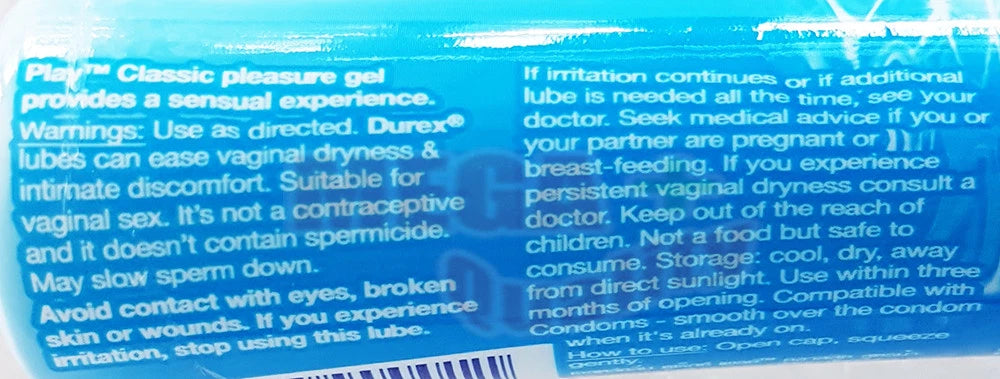 Play™ Classic pleasure gel
provides a sensual experience.
Warnings: Use as directed. Durex®
lubes can ease vaginal dryness &
intimate discomfort. Suitable for
vaginal sex. It's not a contraceptive
and it doesn't contain spermicide.
May slow sperm down.
Avoid contact with eyes, broken
skin or wounds. If you experience
irritation, stop using this lube.
If irritation continues or if additional
lube is needed all the time, see your
doctor. Seek medical advice if you or
your partner are pregnant or
breast-feeding. If you experience
persistent vaginal dryness consult a
doctor. Keep out of the reach of
children. Not a food but safe to
consume. Storage: cool, dry, away
from direct sunlight. Use within three
months of opening. Compatible with
Condoms - smooth over the condom
when it's already on.
How to use: Open cap, squeeze
gently.
MEGA